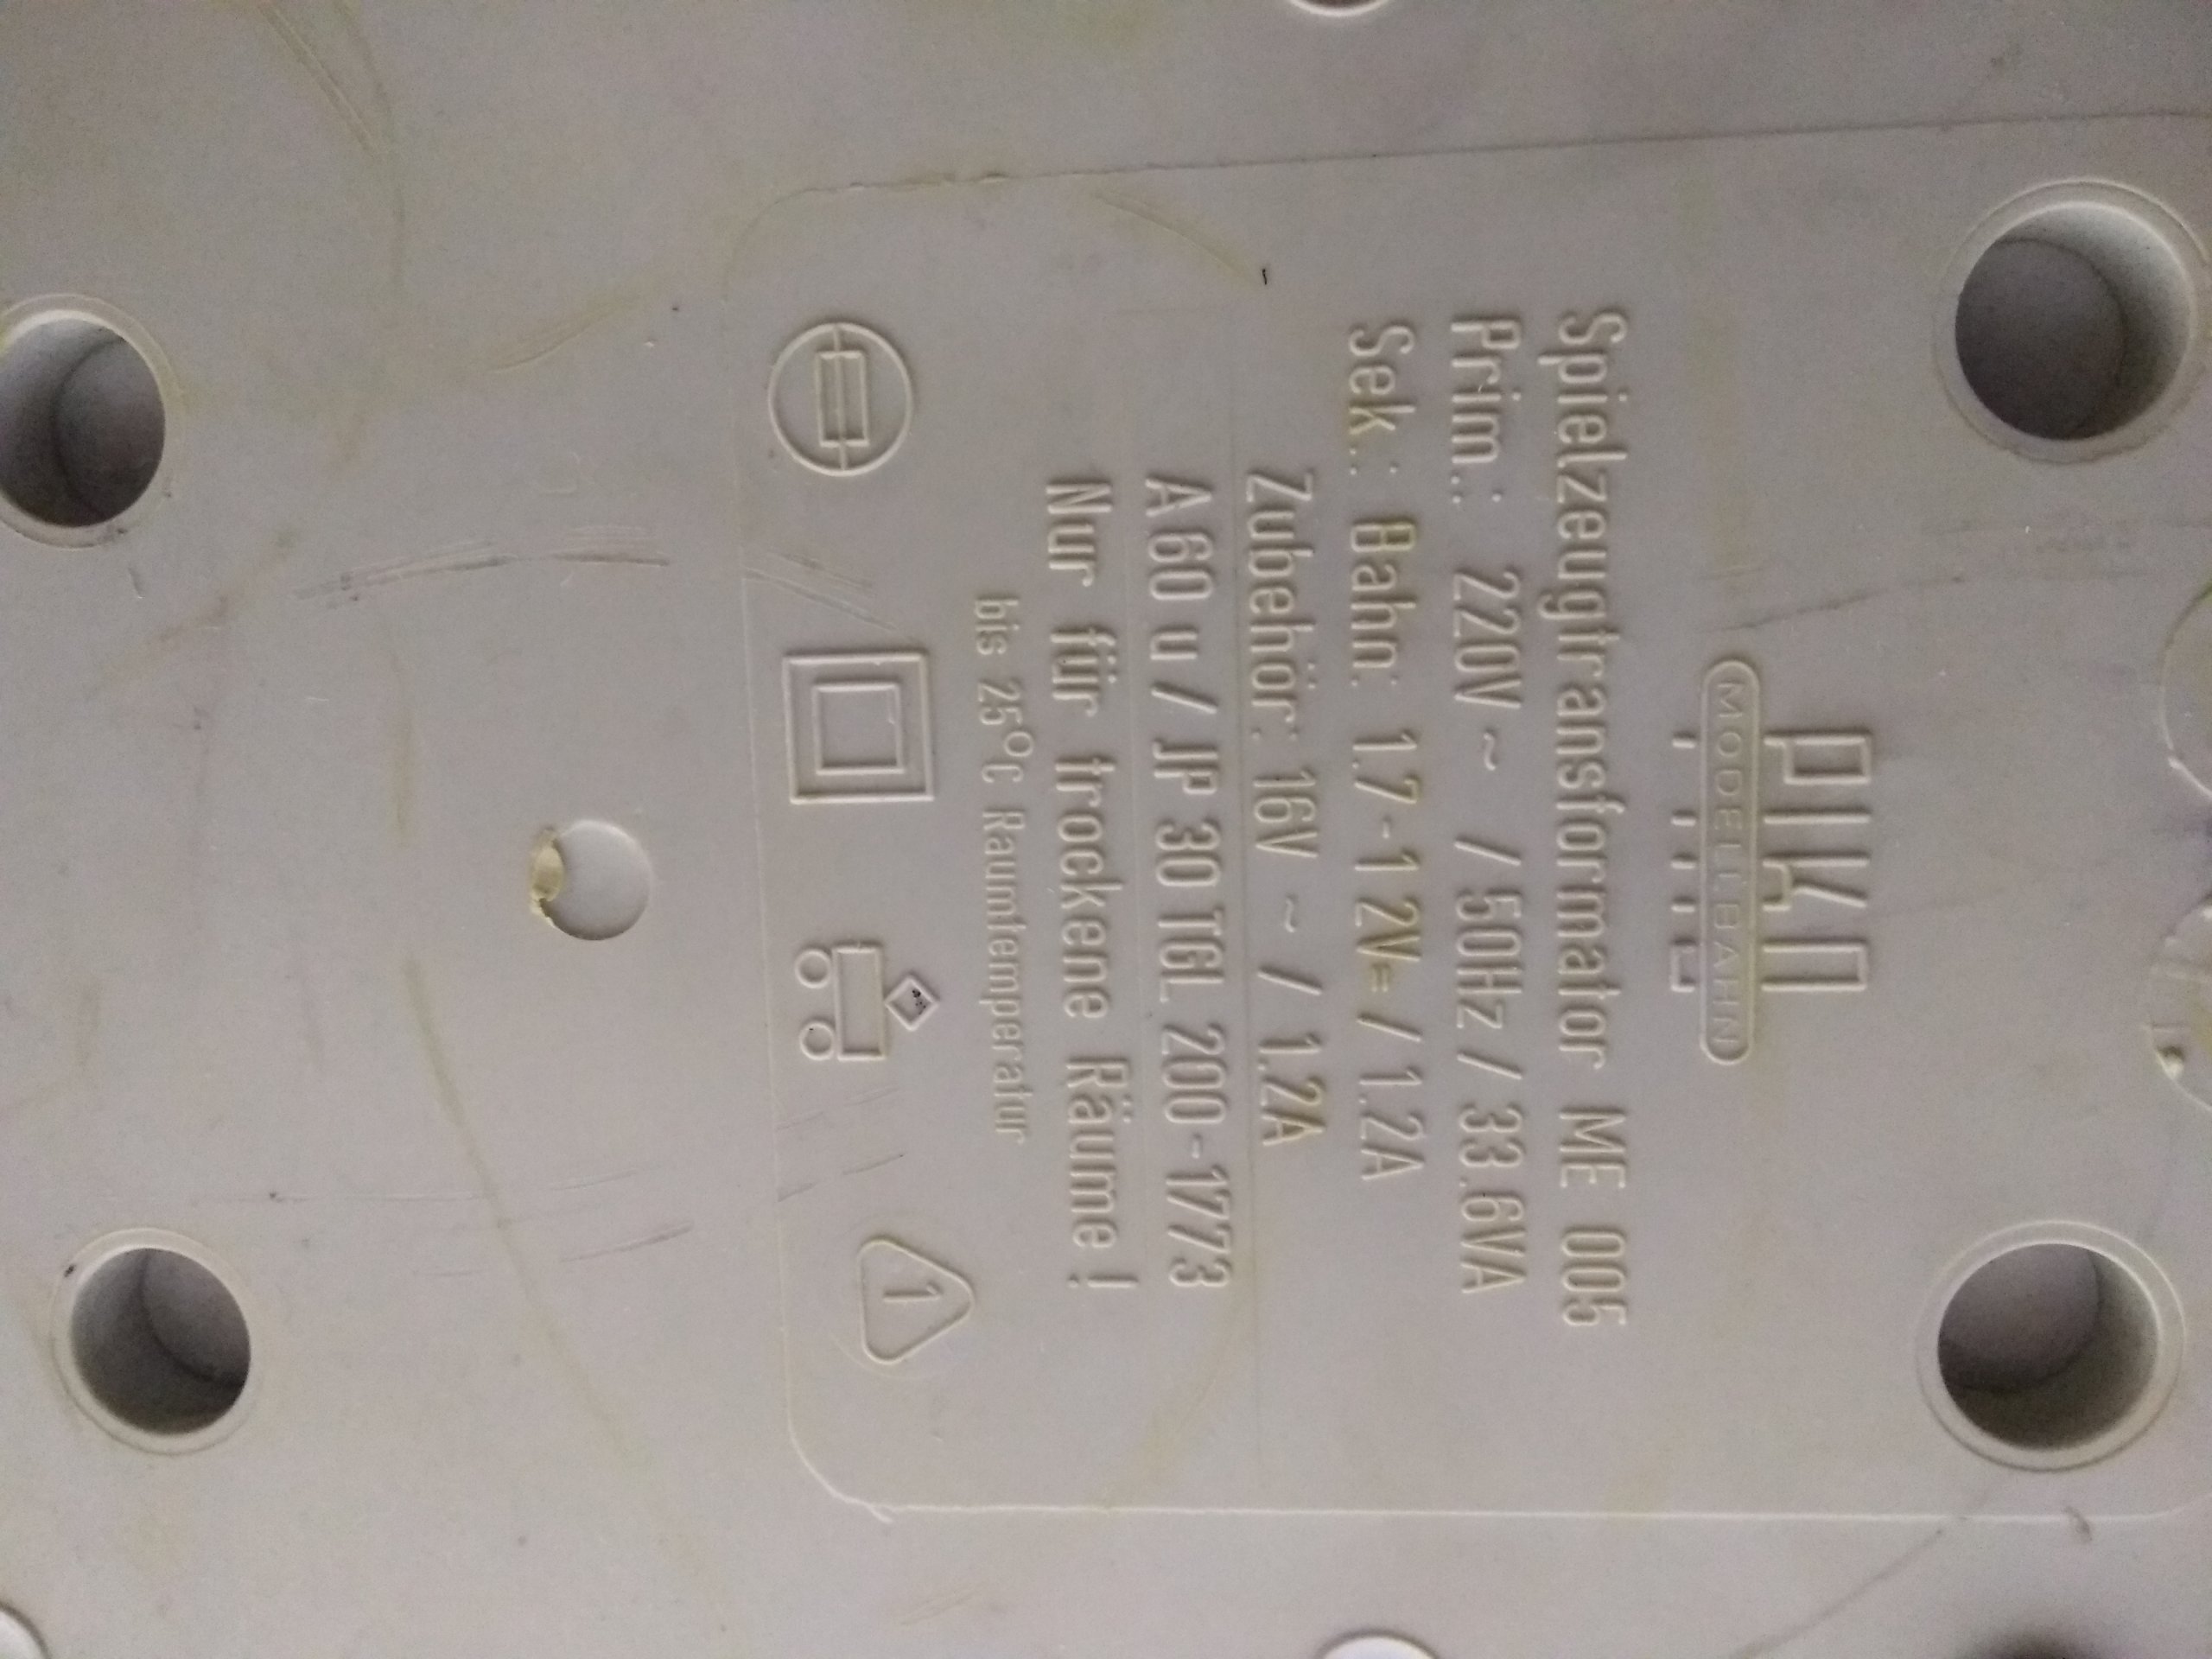 PIKO
MODELLBAHN
Spielzeugtransformator ME 005
Prim.: 220V ~ / 50Hz / 33.6VA
Sek.: Bahn: 1.7-12V= / 1.2A
Zubehör: 16V ~ / 1.2A
A 60 u / JP 30 TGL 200-1773
Nur für trockene Räume!
bis 25°C Raumtemperatur
1